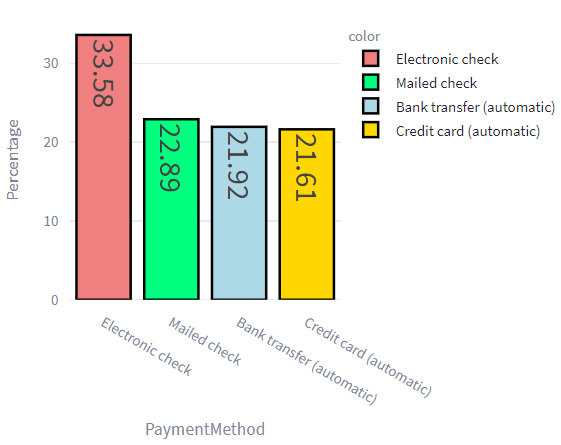 color
Electronic check
Mailed check
Bank transfer (automatic)
Credit card (automatic)
Percentage
30
20
10
0
33.58
22.89
21.92
21.61
Electronic check
Mailed check
Bank transfer (automatic)
Credit card (automatic)
PaymentMethod